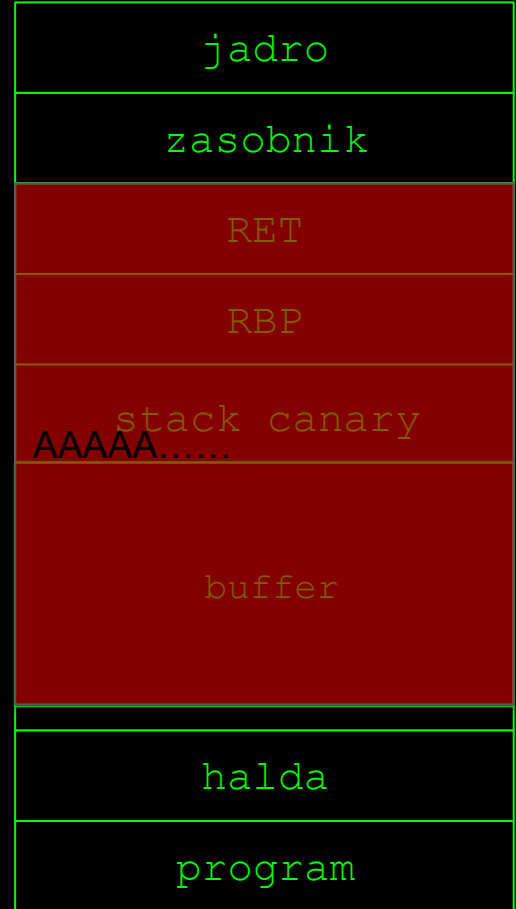 jadro
zasobnik
RET
RBP
stack canary
AAAAA......
buffer
halda
program